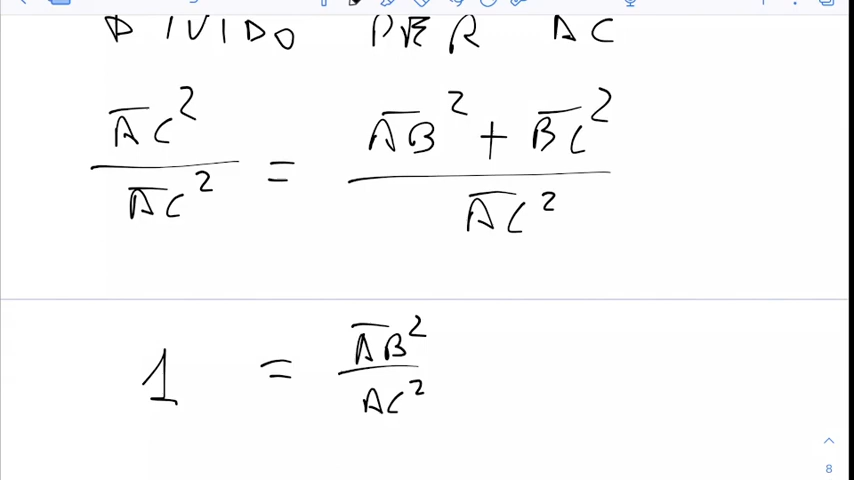 DIVIDO PER AC
AC² / AC² = AB² + BC² / AC²
1 = AB² / AC²
8